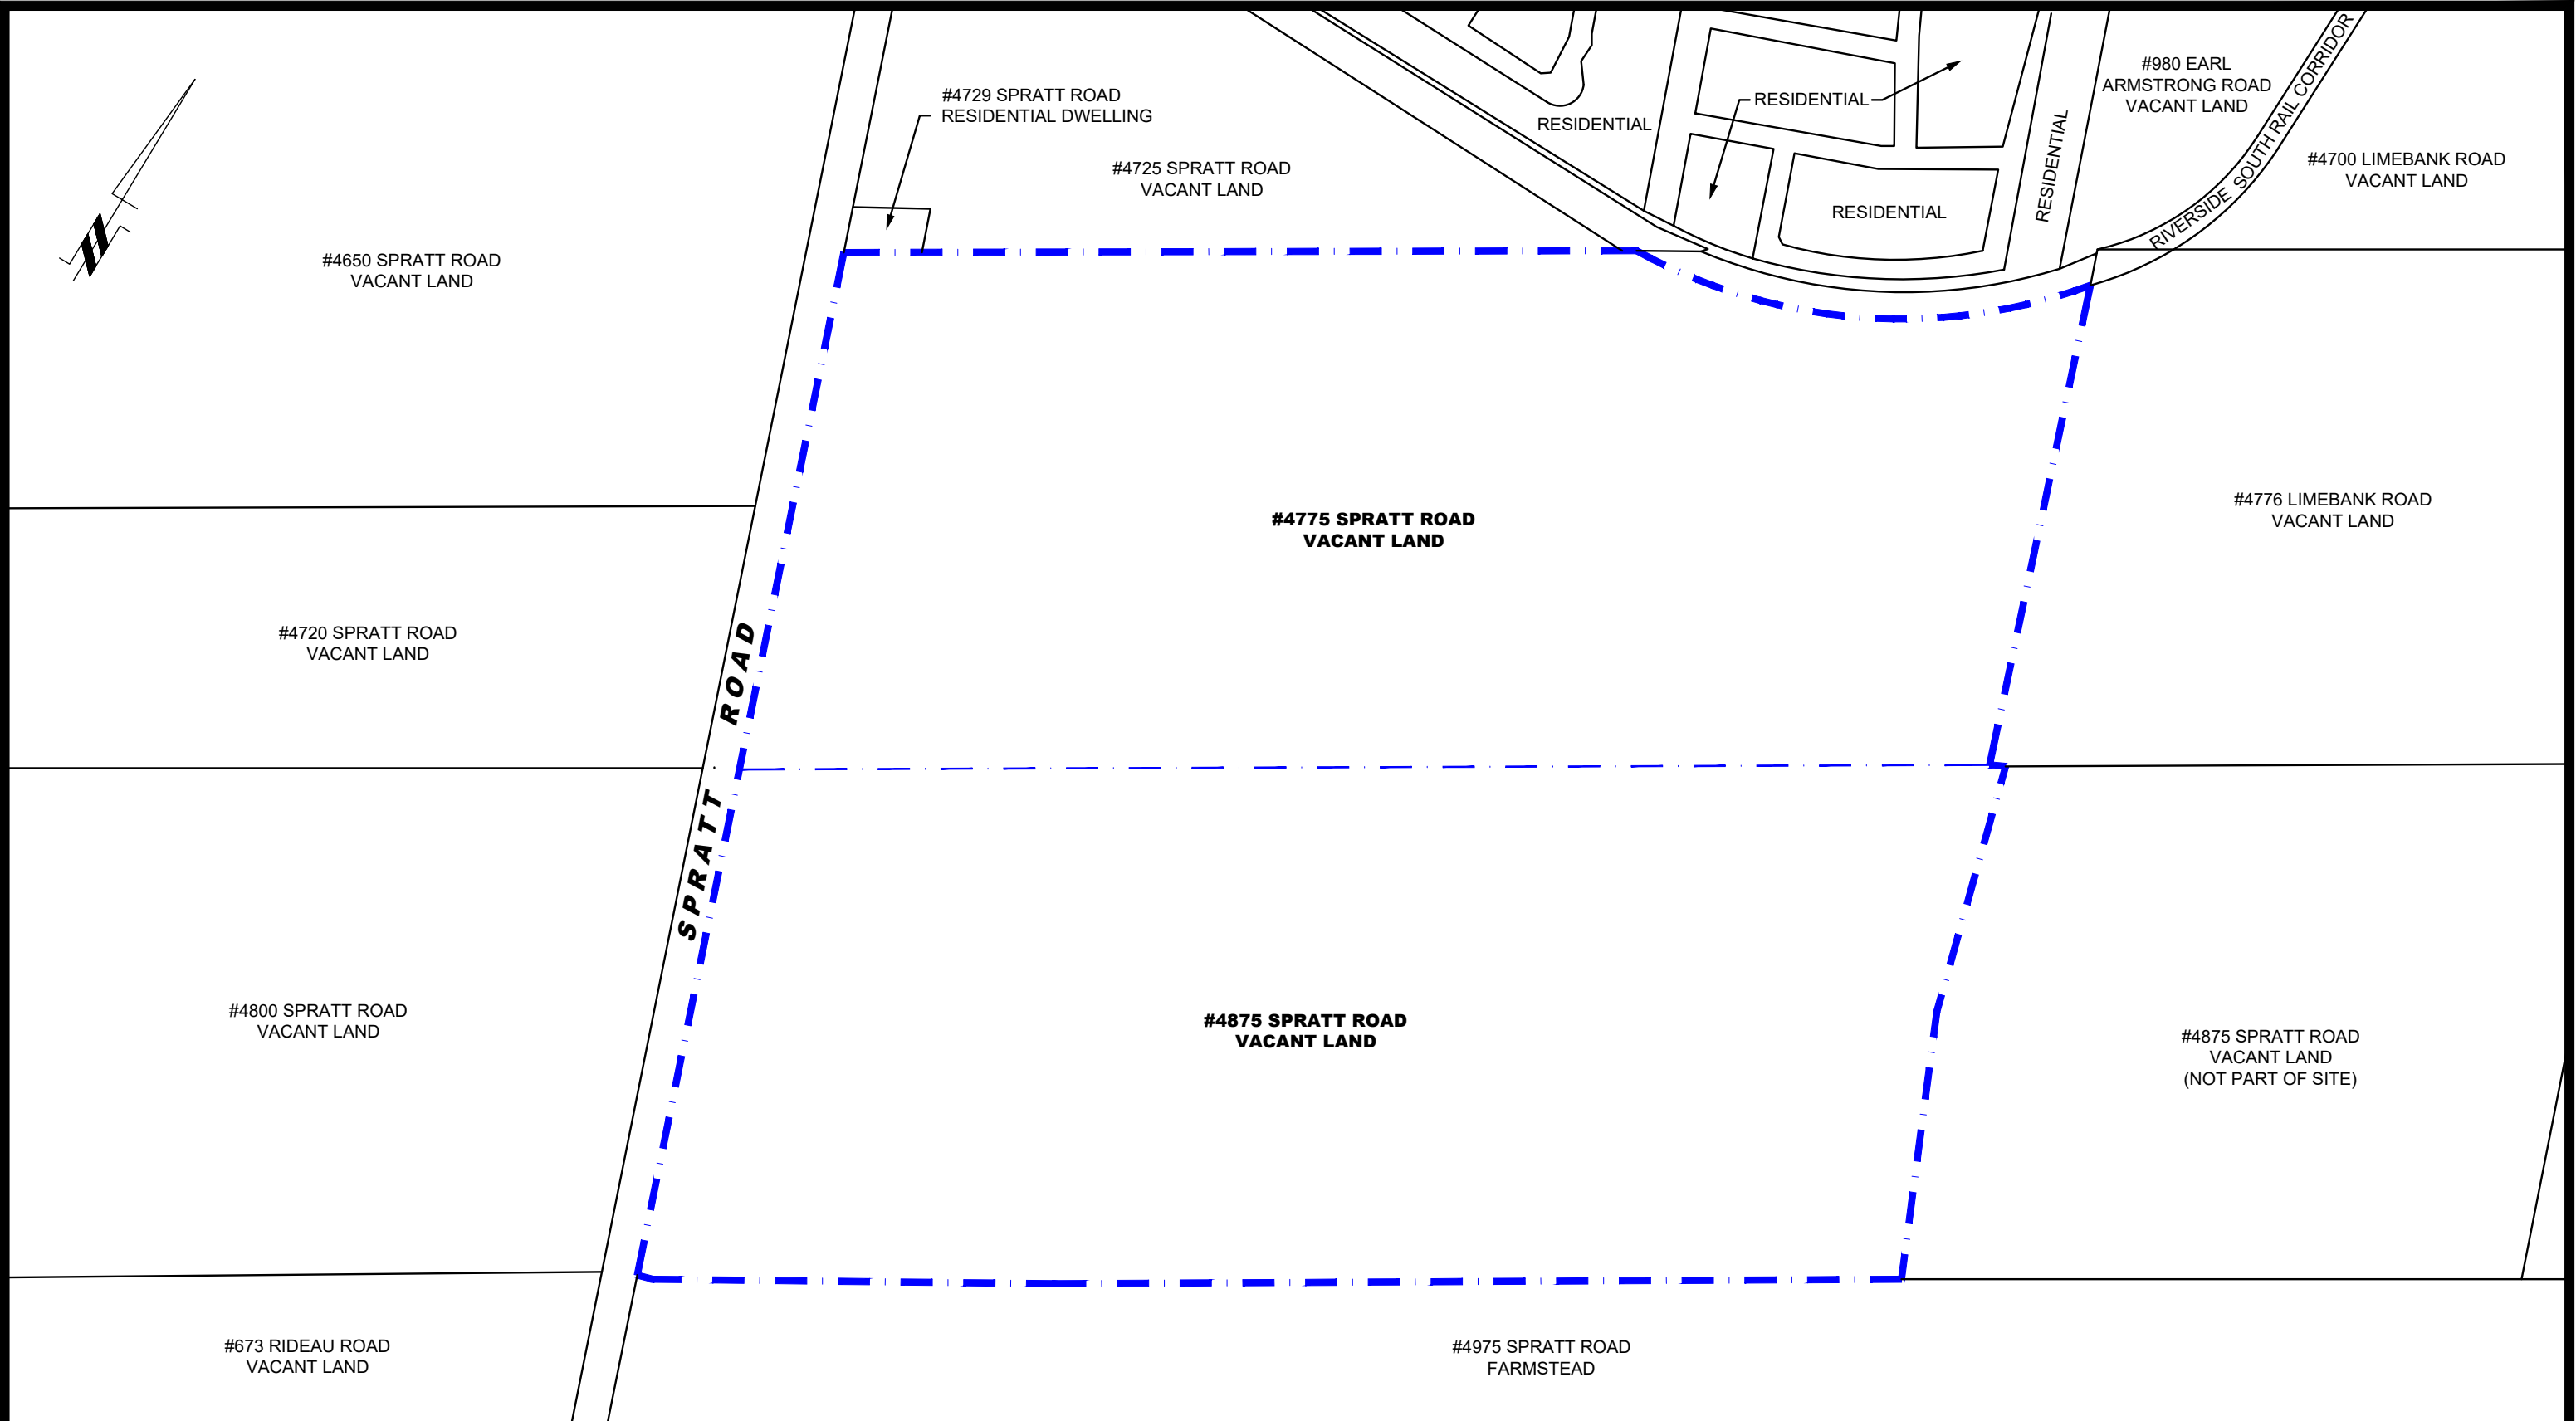 #980 EARL
ARMSTRONG ROAD
VACANT LAND
RIVERSIDE SOUTH RAIL CORRIDOR
#4729 SPRATT ROAD
RESIDENTIAL DWELLING
RESIDENTIAL
RESIDENTIAL
RESIDENTIAL
#4700 LIMEBANK ROAD
VACANT LAND
#4725 SPRATT ROAD
VACANT LAND
RESIDENTIAL
#4650 SPRATT ROAD
VACANT LAND
#4775 SPRATT ROAD
VACANT LAND
#4776 LIMEBANK ROAD
VACANT LAND
#4720 SPRATT ROAD
VACANT LAND
SPRATT ROAD
#4800 SPRATT ROAD
VACANT LAND
#4875 SPRATT ROAD
VACANT LAND
#4875 SPRATT ROAD
VACANT LAND
(NOT PART OF SITE)
#673 RIDEAU ROAD
VACANT LAND
#4975 SPRATT ROAD
FARMSTEAD